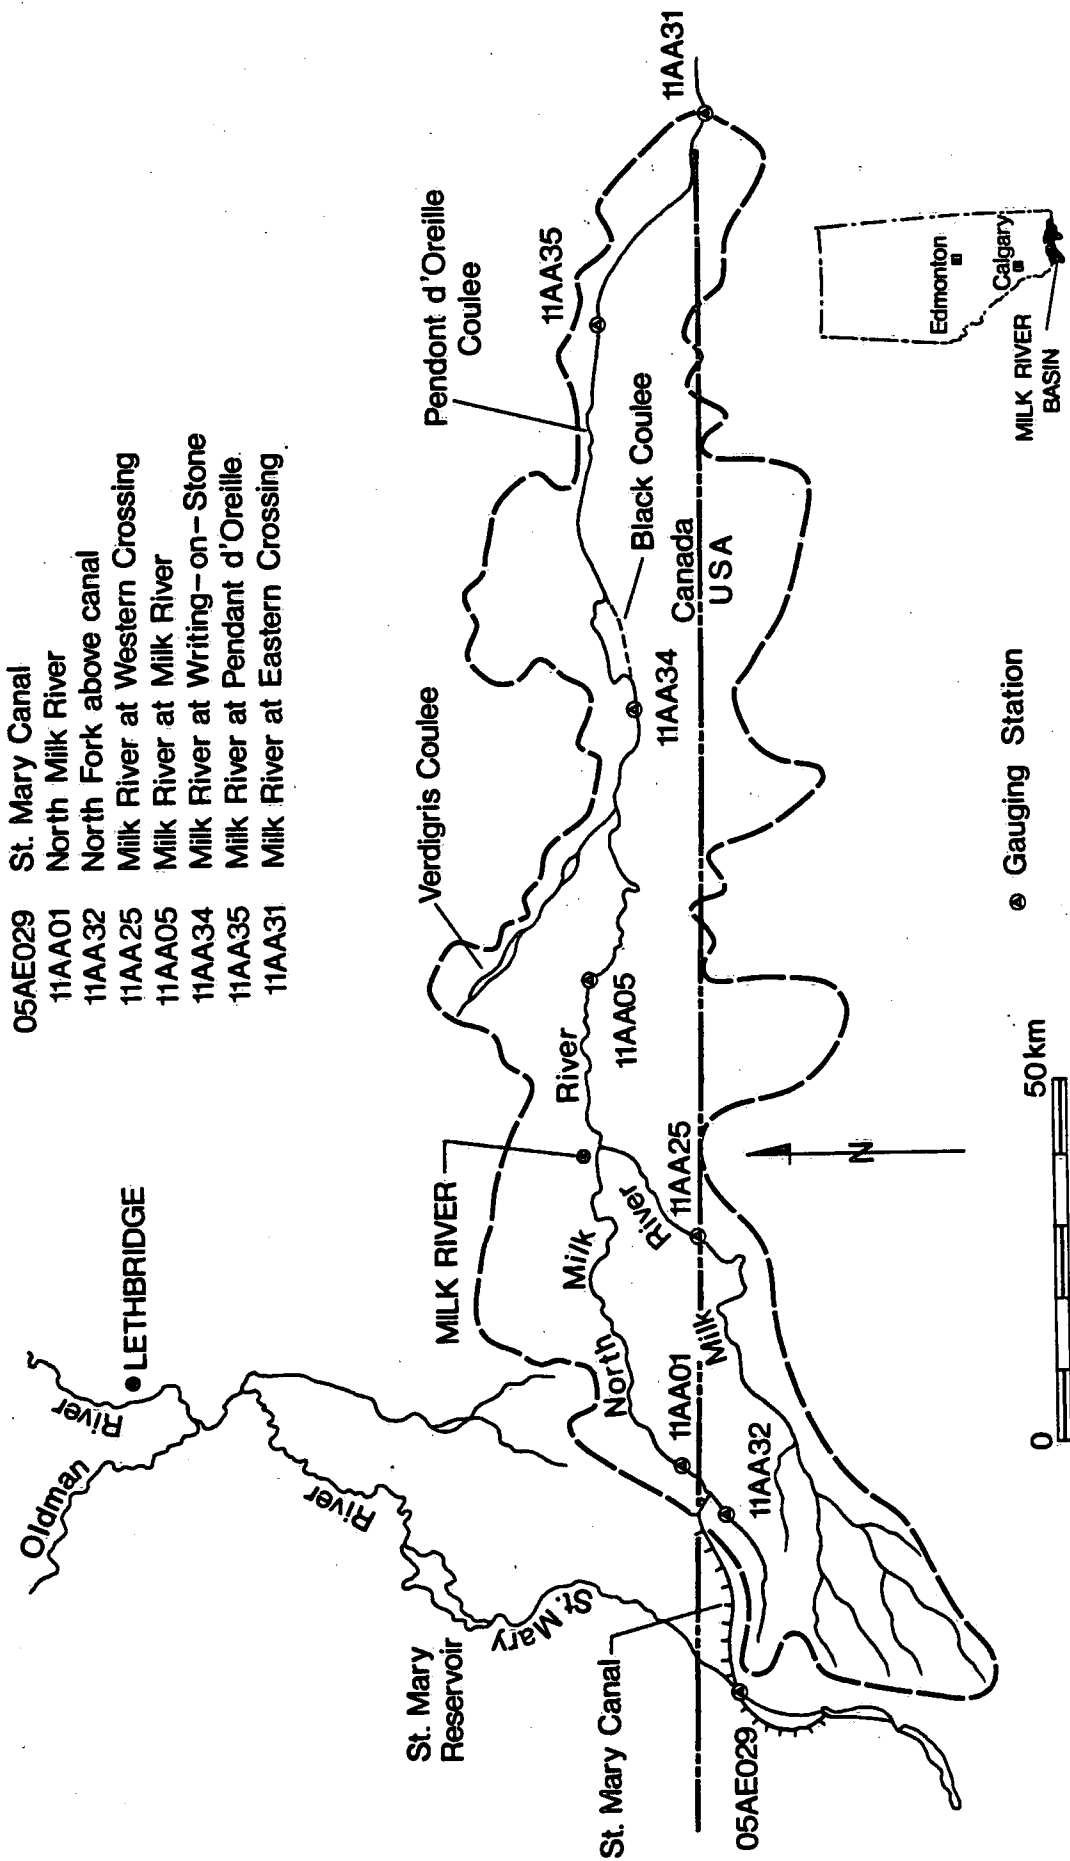 05AE029 St. Mary Canal
11AA01 North Milk River
11AA32 North Fork above canal
11AA25 Milk River at Western Crossing
11AA05 Milk River at Milk River
11AA34 Milk River at Writing-on-Stone
11AA35 Milk River at Pendant d'Oreille
11AA31 Milk River at Eastern Crossing
Oldman
River
LETHBRIDGE
River
St. Mary
St. Mary
Reservoir
St. Mary Canal
05AE029
MILK RIVER
North
Milk
River
11AA01
11AA32
Milk
River
11AA25
11AA05
Verdigris Coulee
11AA34
Black Coulee
Pendont d'Oreille
Coulee
11AA35
11AA31
Canada
USA
N
0
50km
Gauging Station
Edmonton
Calgary
MILK RIVER
BASIN